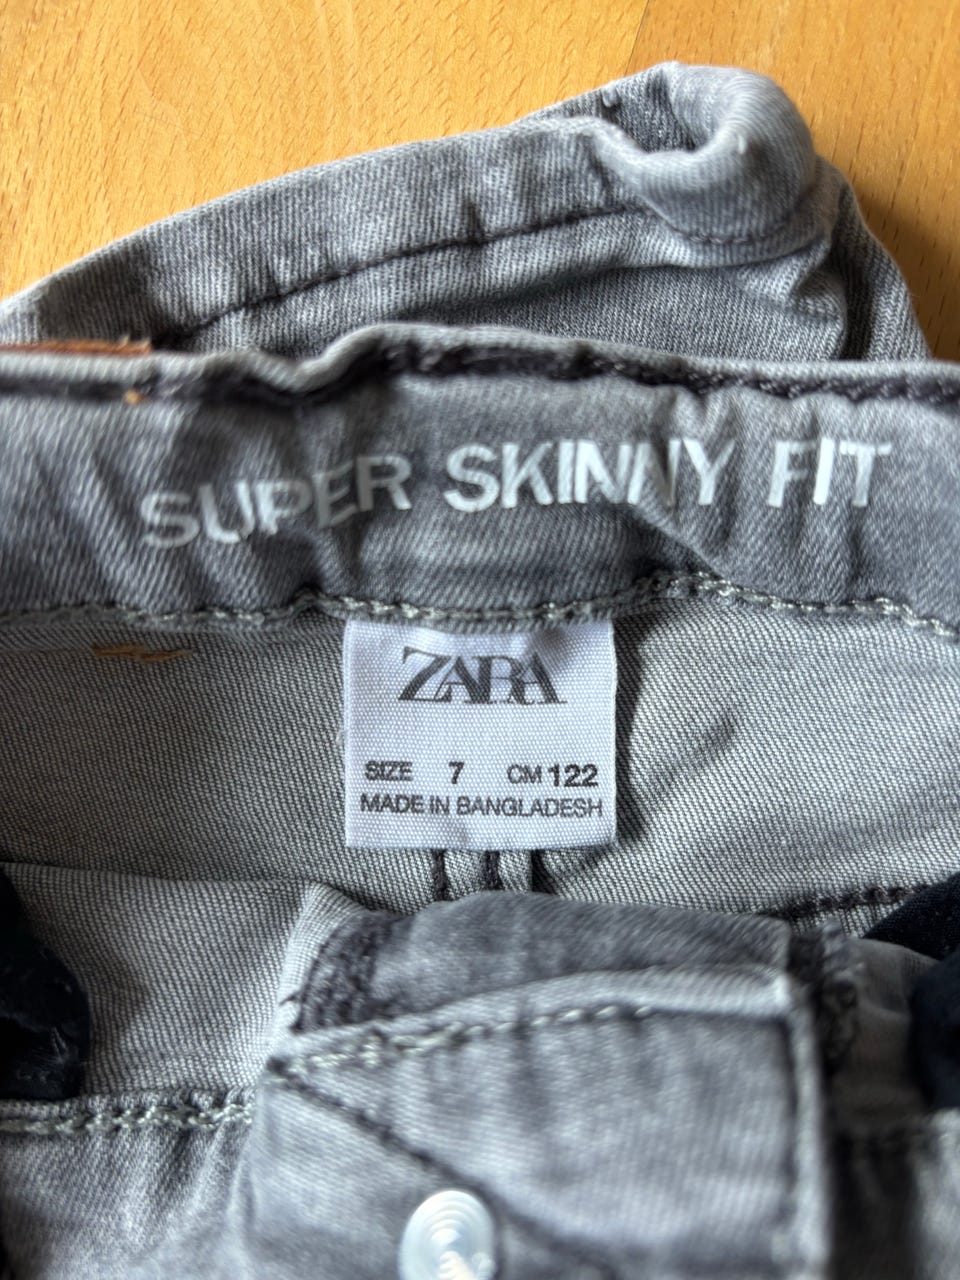 SUPER SKINNY FIT
ZARA
SIZE 7 CM 122
MADE IN BANGLADESH